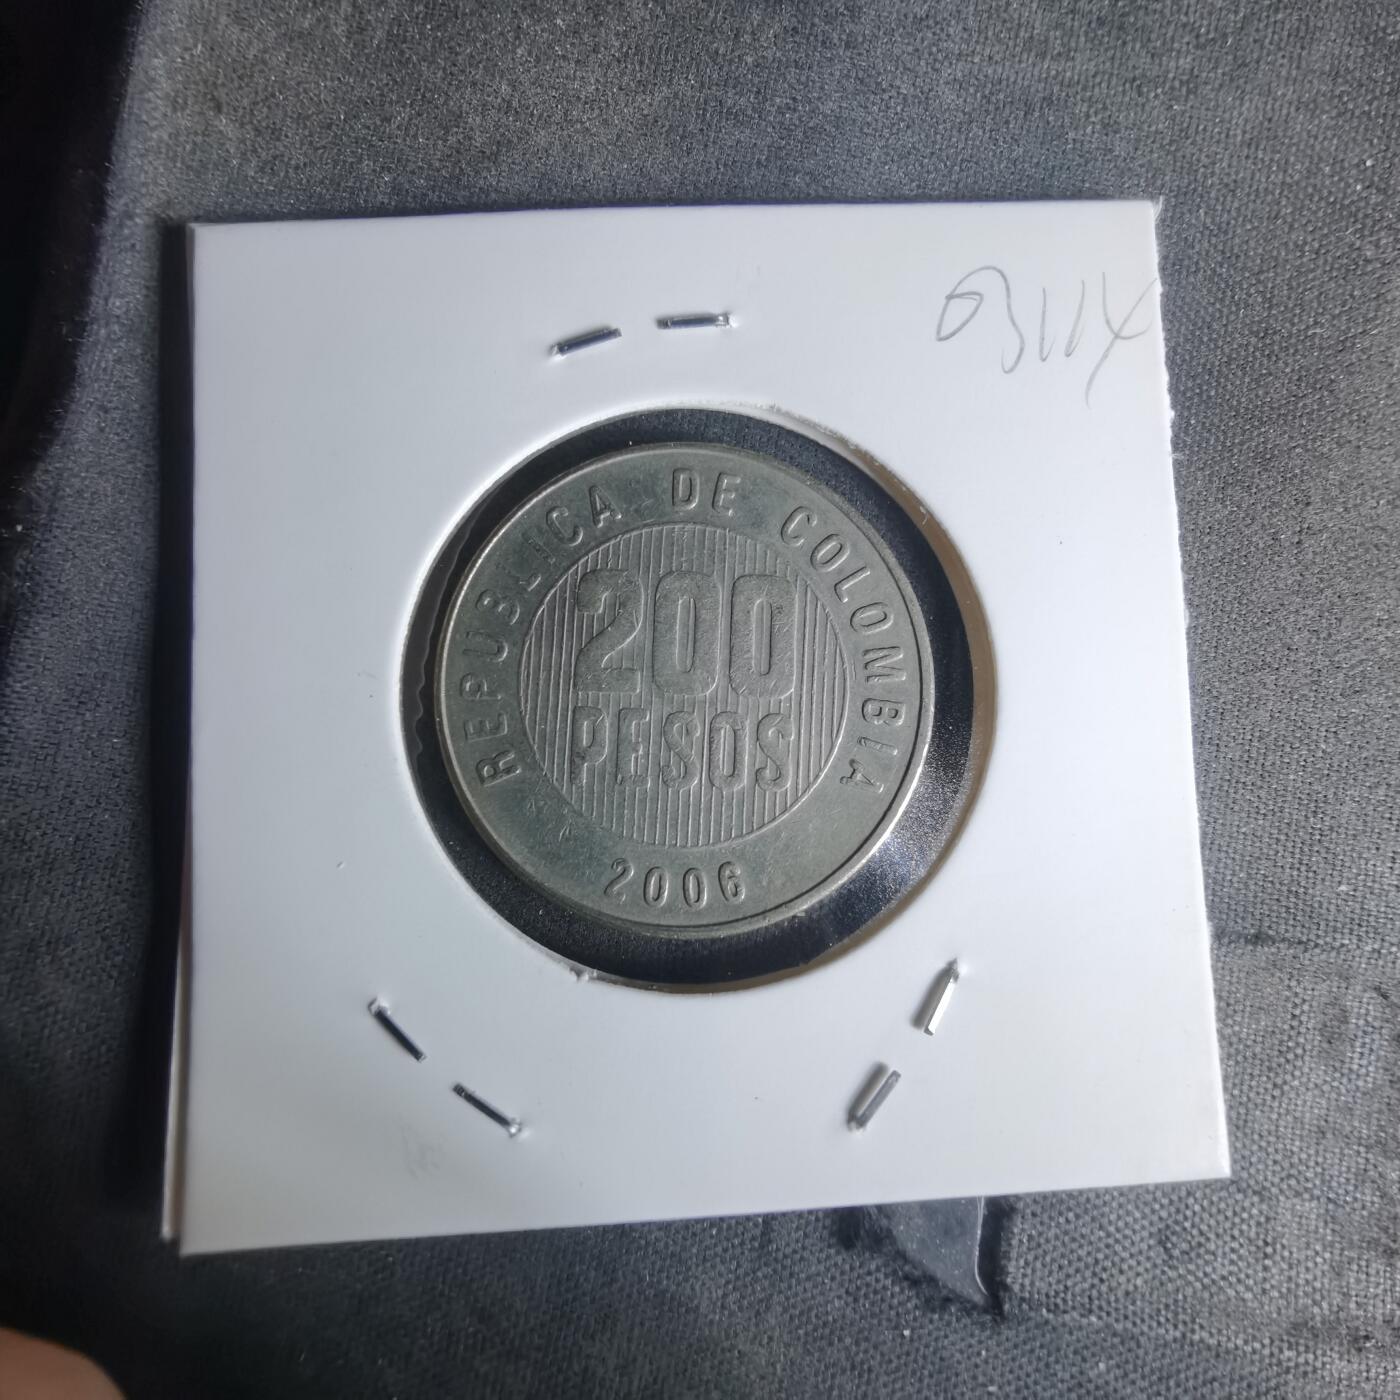 REPUBLICA DE COLOMBIA
200
PESOS
2006